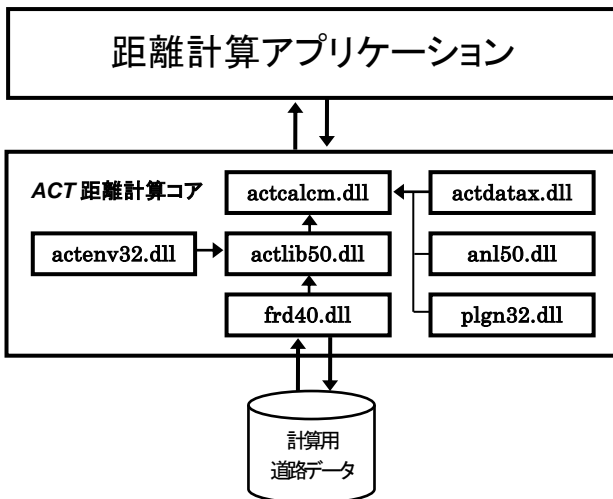 距離計算アプリケーション
ACT 距離計算コア
actcalcm.dll
actdatax.dll
actenv32.dll
actlib50.dll
anl50.dll
frd40.dll
plgn32.dll
計算用
道路データ